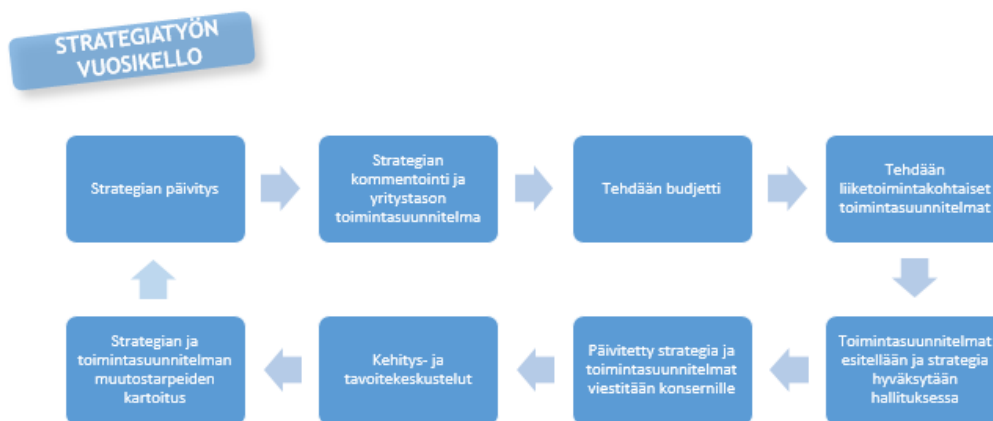 STRATEGIATYÖN
VUOSIKELLO
Strategian päivitys
Strategian
kommentointi ja
yritystason
toimintasuunnitelma
Tehdään budjetti
Tehdään
liiketoimintakohtaiset
toimintasuunnitelmat
Toimintasuunnitelmat
esitellään ja strategia
hyväksytään
hallituksessa
Päivitetty strategia ja
toimintasuunnitelmat
viestitään konsernille
Kehitys- ja
tavoitekeskustelut
Strategian ja
toimintasuunnitelman
muutostarpeiden
kartoitus